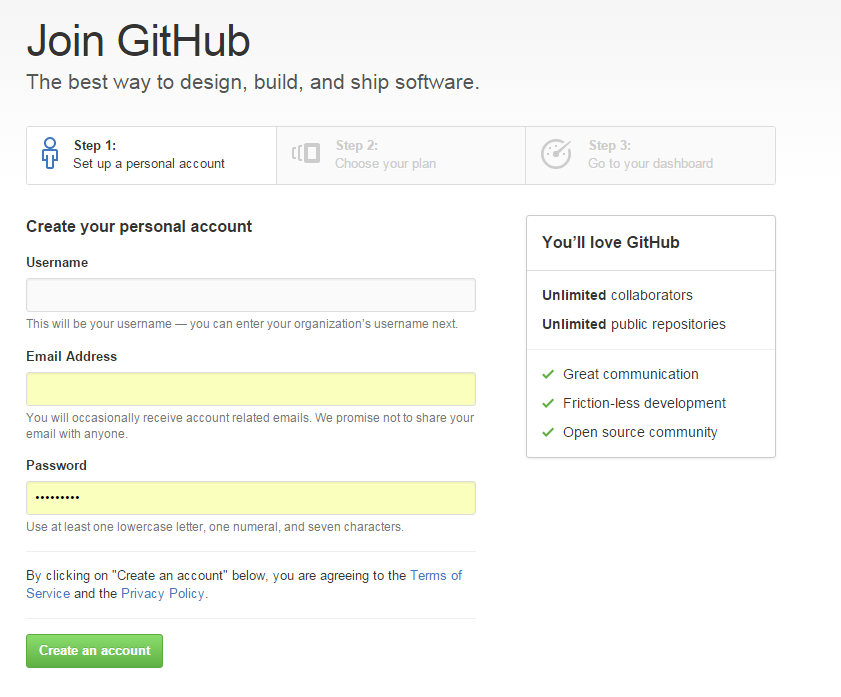 Join GitHub
The best way to design, build, and ship software.
Step 1:
Set up a personal account
Step 2:
Choose your plan
Step 3:
Go to your dashboard
Create your personal account
Username
This will be your username — you can enter your organization's username next.
Email Address
You will occasionally receive account related emails. We promise not to share your
email with anyone.
Password
•••••••••
Use at least one lowercase letter, one numeral, and seven characters.
By clicking on "Create an account" below, you are agreeing to the Terms of
Service and the Privacy Policy.
Create an account
You'll love GitHub
Unlimited collaborators
Unlimited public repositories
Great communication
Friction-less development
Open source community